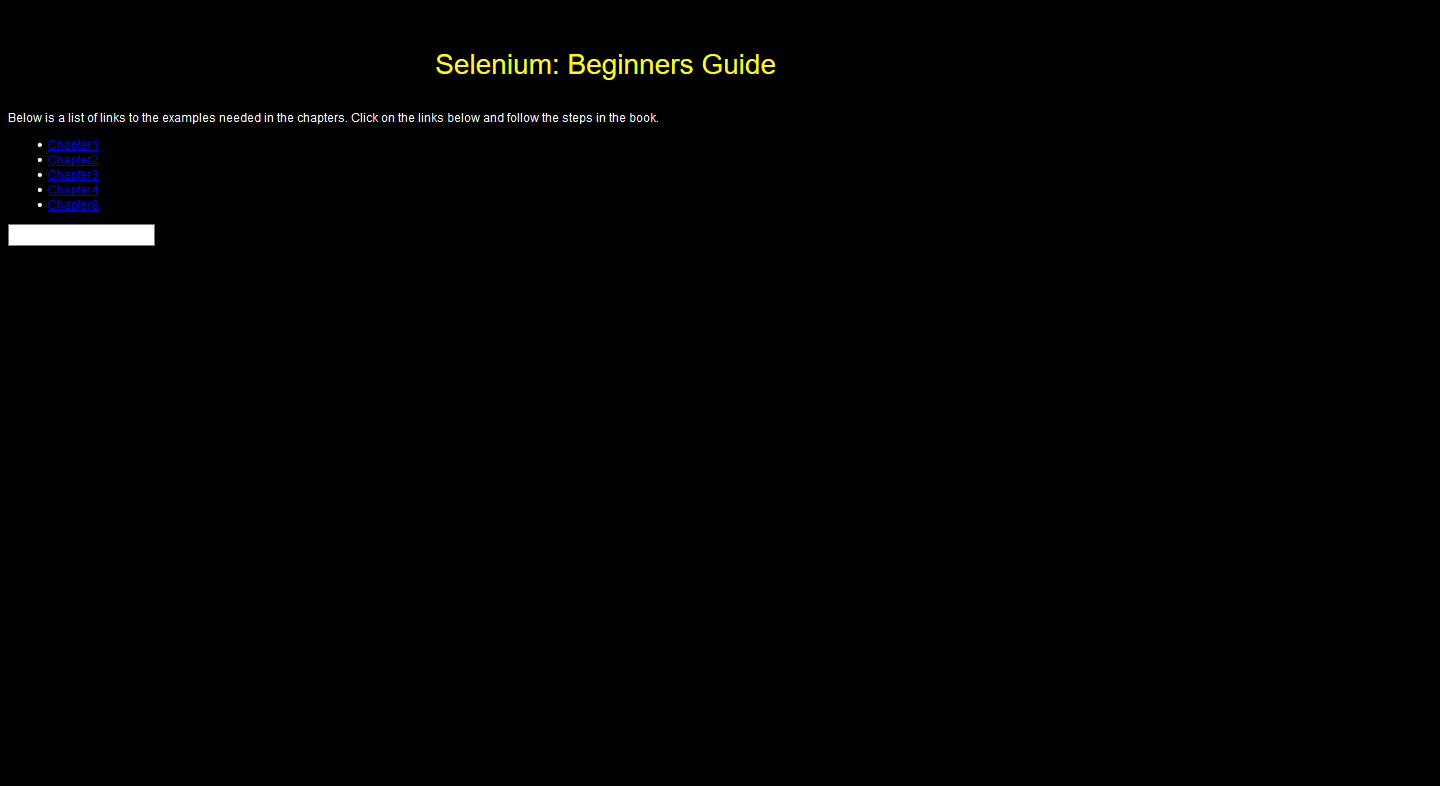 Selenium: Beginners Guide
Below is a list of links to the examples needed in the chapters. Click on the links below and follow the steps in the book.
Chapter1
Chapter2
Chapter3
Chapter4
Chapter8